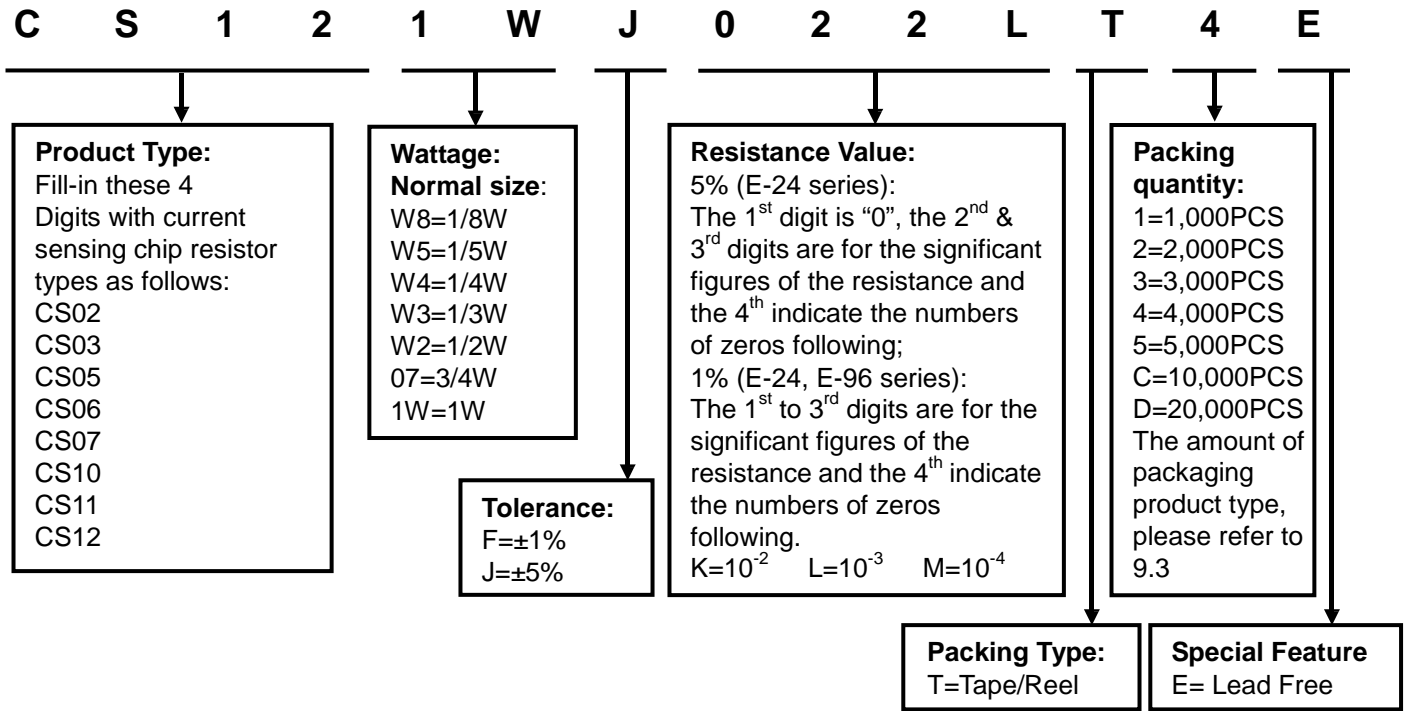 C S 1 2 1 W J 0 2 2 L T 4 E
Product Type:
Fill-in these 4
Digits with current
sensing chip resistor
types as follows:
CS02
CS03
CS05
CS06
CS07
CS10
CS11
CS12
Wattage:
Normal size:
W8=1/8W
W5=1/5W
W4=1/4W
W3=1/3W
W2=1/2W
07=3/4W
1W=1W
Tolerance:
F=±1%
J=±5%
Resistance Value:
5% (E-24 series):
The 1st digit is “0”, the 2nd &
3rd digits are for the significant
figures of the resistance and
the 4th indicate the numbers
of zeros following;
1% (E-24, E-96 series):
The 1st to 3rd digits are for the
significant figures of the
resistance and the 4th indicate
the numbers of zeros
following.
K=10-2 L=10-3 M=10-4
Packing
quantity:
1=1,000PCS
2=2,000PCS
3=3,000PCS
4=4,000PCS
5=5,000PCS
C=10,000PCS
D=20,000PCS
The amount of
packaging
product type,
please refer to
9.3
Packing Type:
T=Tape/Reel
Special Feature
E= Lead Free